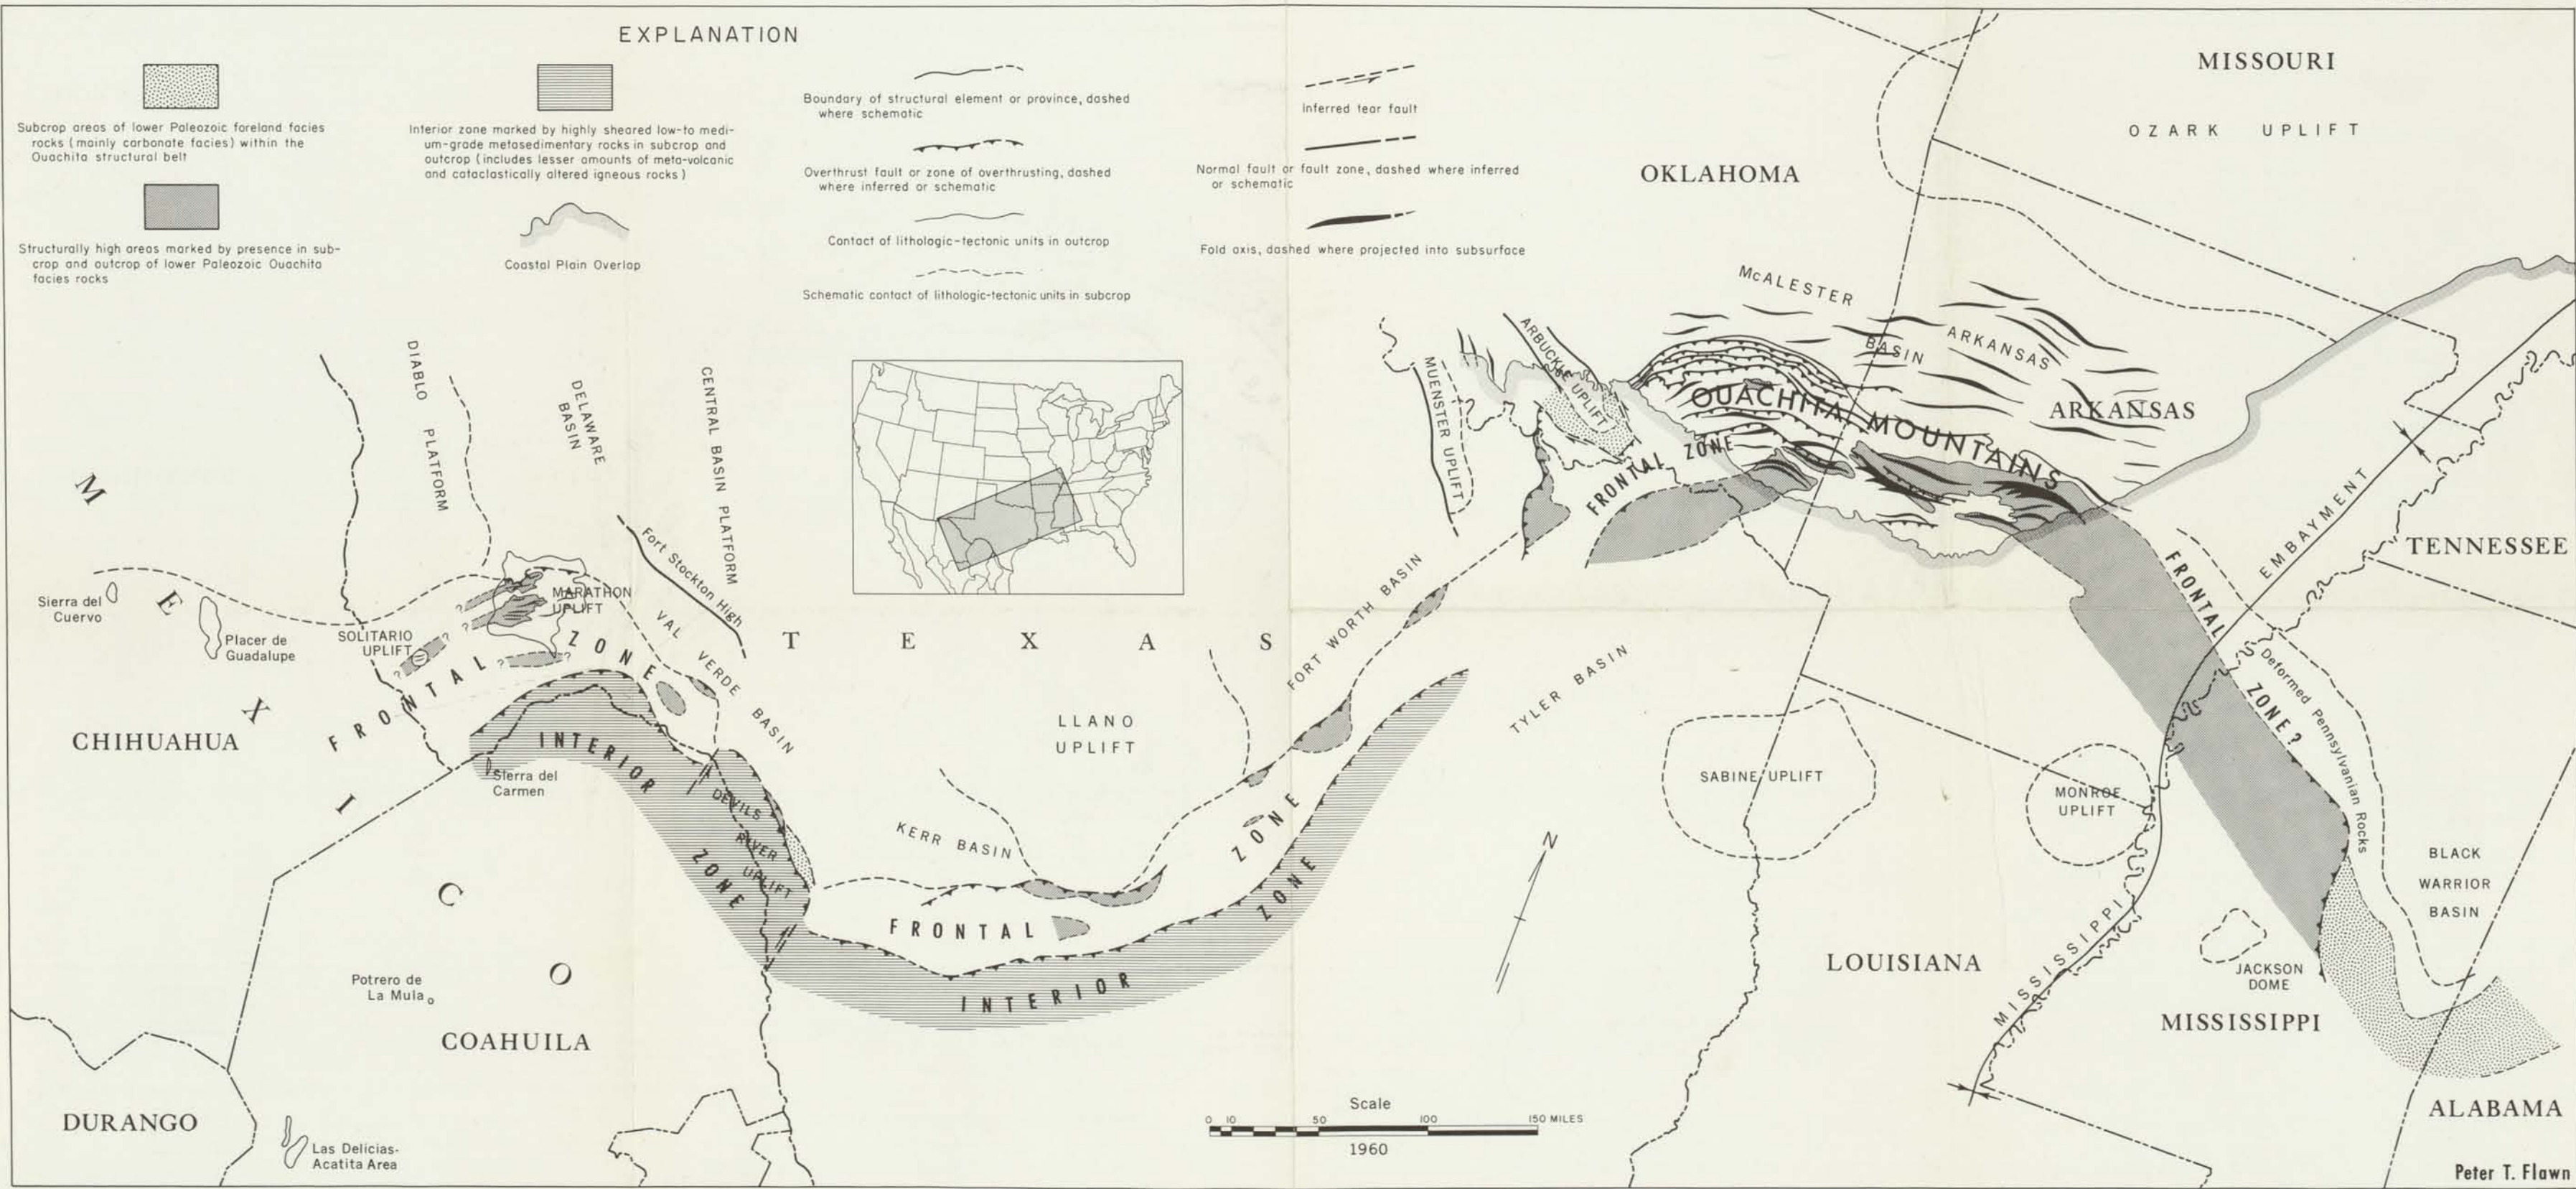 EXPLANATION
Subcrop areas of lower Paleozoic foreland facies
rocks (mainly carbonate facies) within the
Ouachita structural belt
Structurally high areas marked by presence in sub-
crop and outcrop of lower Paleozoic Ouachita
facies rocks
Interior zone marked by highly sheared low-to medi-
um-grade metasedimentary rocks in subcrop and
outcrop (includes lesser amounts of meta-volcanic
and cataclastically altered igneous rocks)
Coastal Plain Overlap
Boundary of structural element or province, dashed
where schematic
Overthrust fault or zone of overthrusting, dashed
where inferred or schematic
Contact of lithologic-tectonic units in outcrop
Schematic contact of lithologic-tectonic units in subcrop
Inferred tear fault
Normal fault or fault zone, dashed where inferred
or schematic
Fold axis, dashed where projected into subsurface
MISSOURI
OZARK UPLIFT
OKLAHOMA
McALESTER
BASIN
ARKANSAS
ARKANSAS
ARBUCKLE UPLIFT
MUENSTER UPLIFT
OUACHITA MOUNTAINS
FRONTAL ZONE
TENNESSEE
EMBAYMENT
MISSISSIPPI
FRONTAL
ZONE?
Deformed Pennsylvanian Rocks
BLACK
WARRIOR
BASIN
DIABLO PLATFORM
DELAWARE
BASIN
CENTRAL BASIN PLATFORM
Fort Stockton High
MEXICO
Sierra del
Cuervo
Placer de
Guadalupe
SOLITARIO
UPLIFT
?
?
?
?
?
?
MARATHON
UPLIFT
FRONTAL ZONE
VAL VERDE BASIN
TEXAS
FORT WORTH BASIN
TYLER BASIN
LLANO
UPLIFT
KERR BASIN
CHIHUAHUA
INTERIOR
ZONE
Sierra del
Carmen
DEVILS
RIVER
UPLIFT
FRONTAL
ZONE
INTERIOR
ZONE
SABINE UPLIFT
MONROE
UPLIFT
N
Potrero de
La Mula
COAHUILA
DURANGO
Las Delicias-
Acatita Area
LOUISIANA
JACKSON
DOME
MISSISSIPPI
ALABAMA
Scale
0 10 50 100 150 MILES
1960
Peter T. Flawn